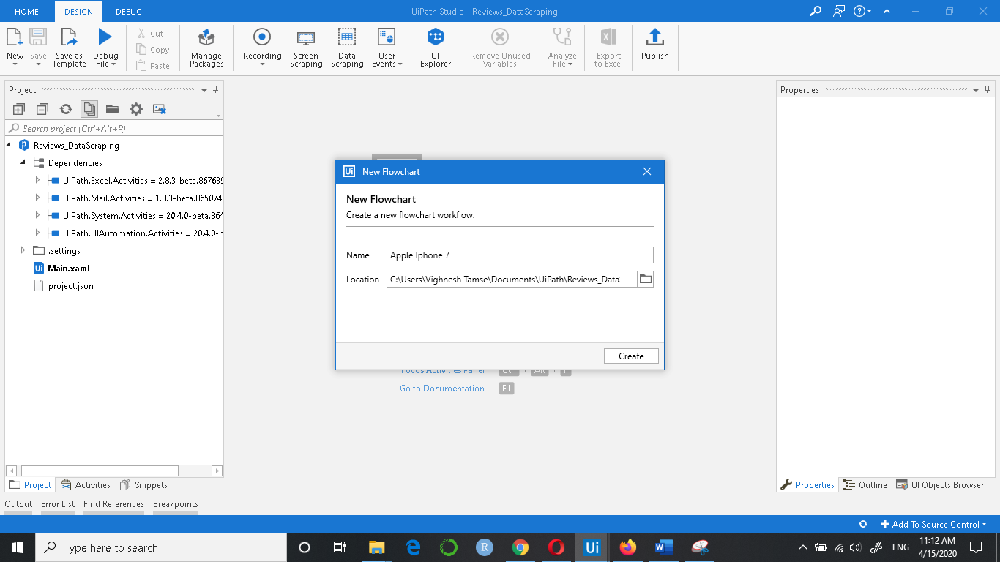 HOME DESIGN DEBUG UiPath Studio - Reviews_DataScraping
New Save Save as Template Debug File Cut Copy Paste Manage Packages Recording Screen Scraping Data Scraping User Events UI Explorer Remove Unused Variables Analyze File Export to Excel Publish
Project
Search project (Ctrl+Alt+P)
Reviews_DataScraping
Dependencies
UiPath.Excel.Activities = 2.8.3-beta.867639
UiPath.Mail.Activities = 1.8.3-beta.865074
UiPath.System.Activities = 20.4.0-beta.864
UiPath.UIAutomation.Activities = 20.4.0-b
.settings
Ui Main.xaml
project.json
Ui New Flowchart
New Flowchart
Create a new flowchart workflow.
Name Apple Iphone 7
Location C:\Users\Vighnesh Tamse\Documents\UiPath\Reviews_Data
Create
Focus Activities Panel Ctrl + Alt + F
Go to Documentation F1
Properties
Project Activities Snippets
Properties Outline UI Objects Browser
Output Error List Find References Breakpoints
Add To Source Control
Type here to search
R
Ui
W
ENG
11:12 AM
4/15/2020